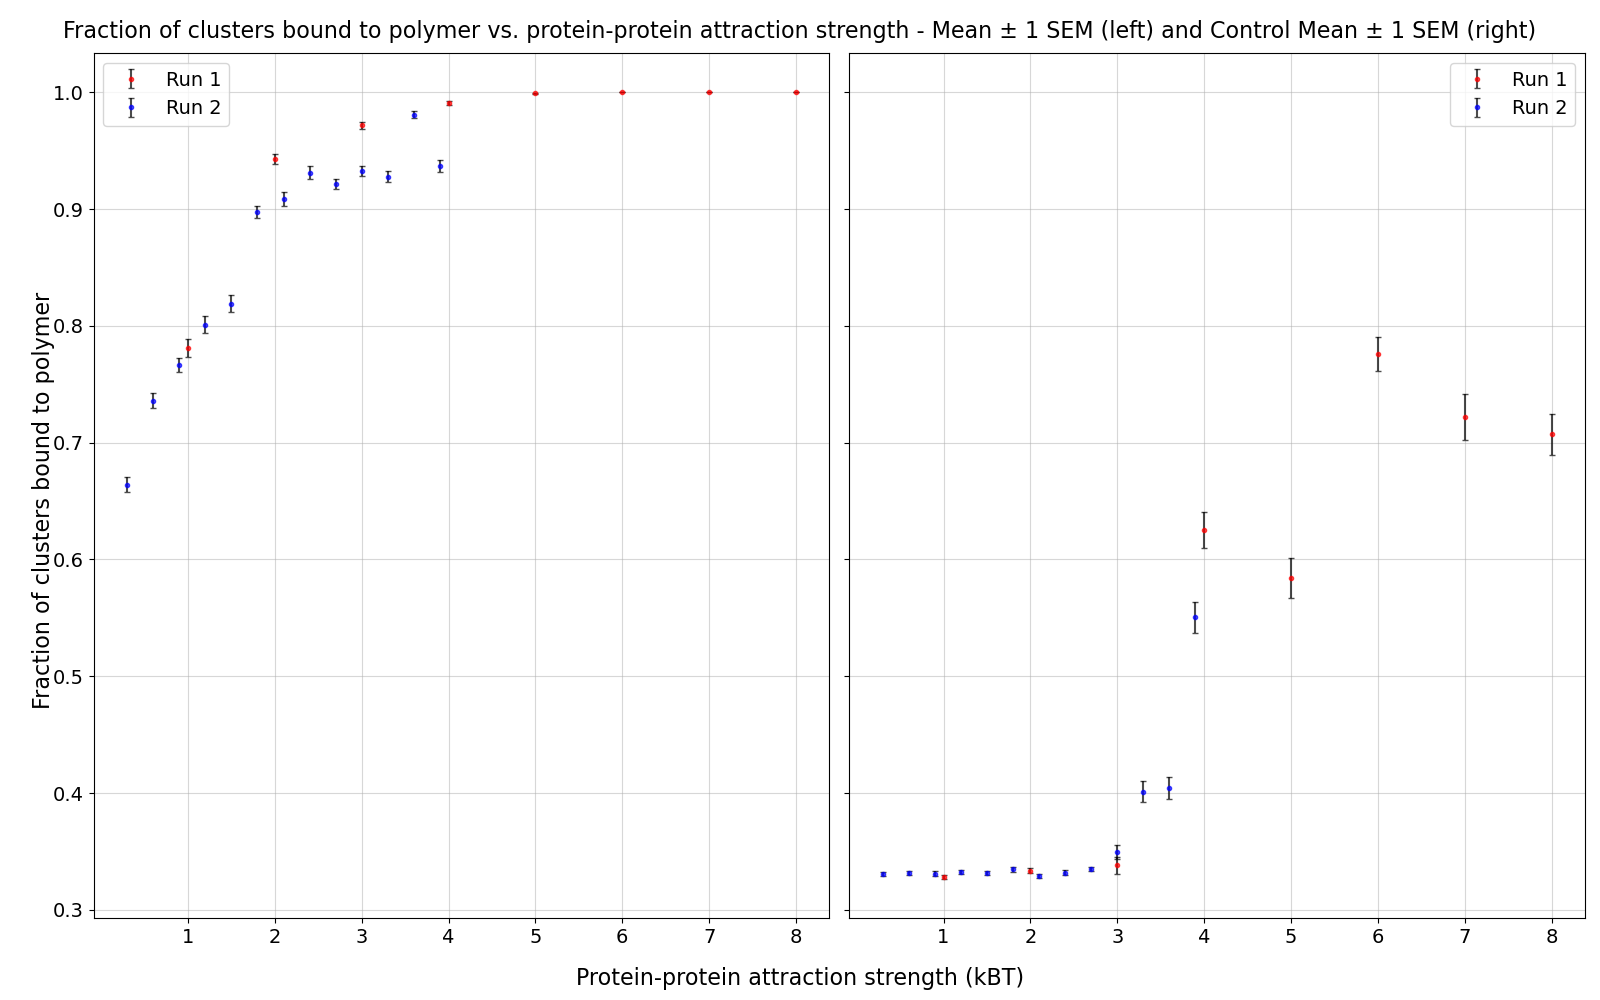 Fraction of clusters bound to polymer vs. protein-protein attraction strength - Mean ± 1 SEM (left) and Control Mean ± 1 SEM (right)
Fraction of clusters bound to polymer
1.0
0.9
0.8
0.7
0.6
0.5
0.4
0.3
Run 1
Run 2
1 2 3 4 5 6 7 8
Run 1
Run 2
1 2 3 4 5 6 7 8
Protein-protein attraction strength (kBT)